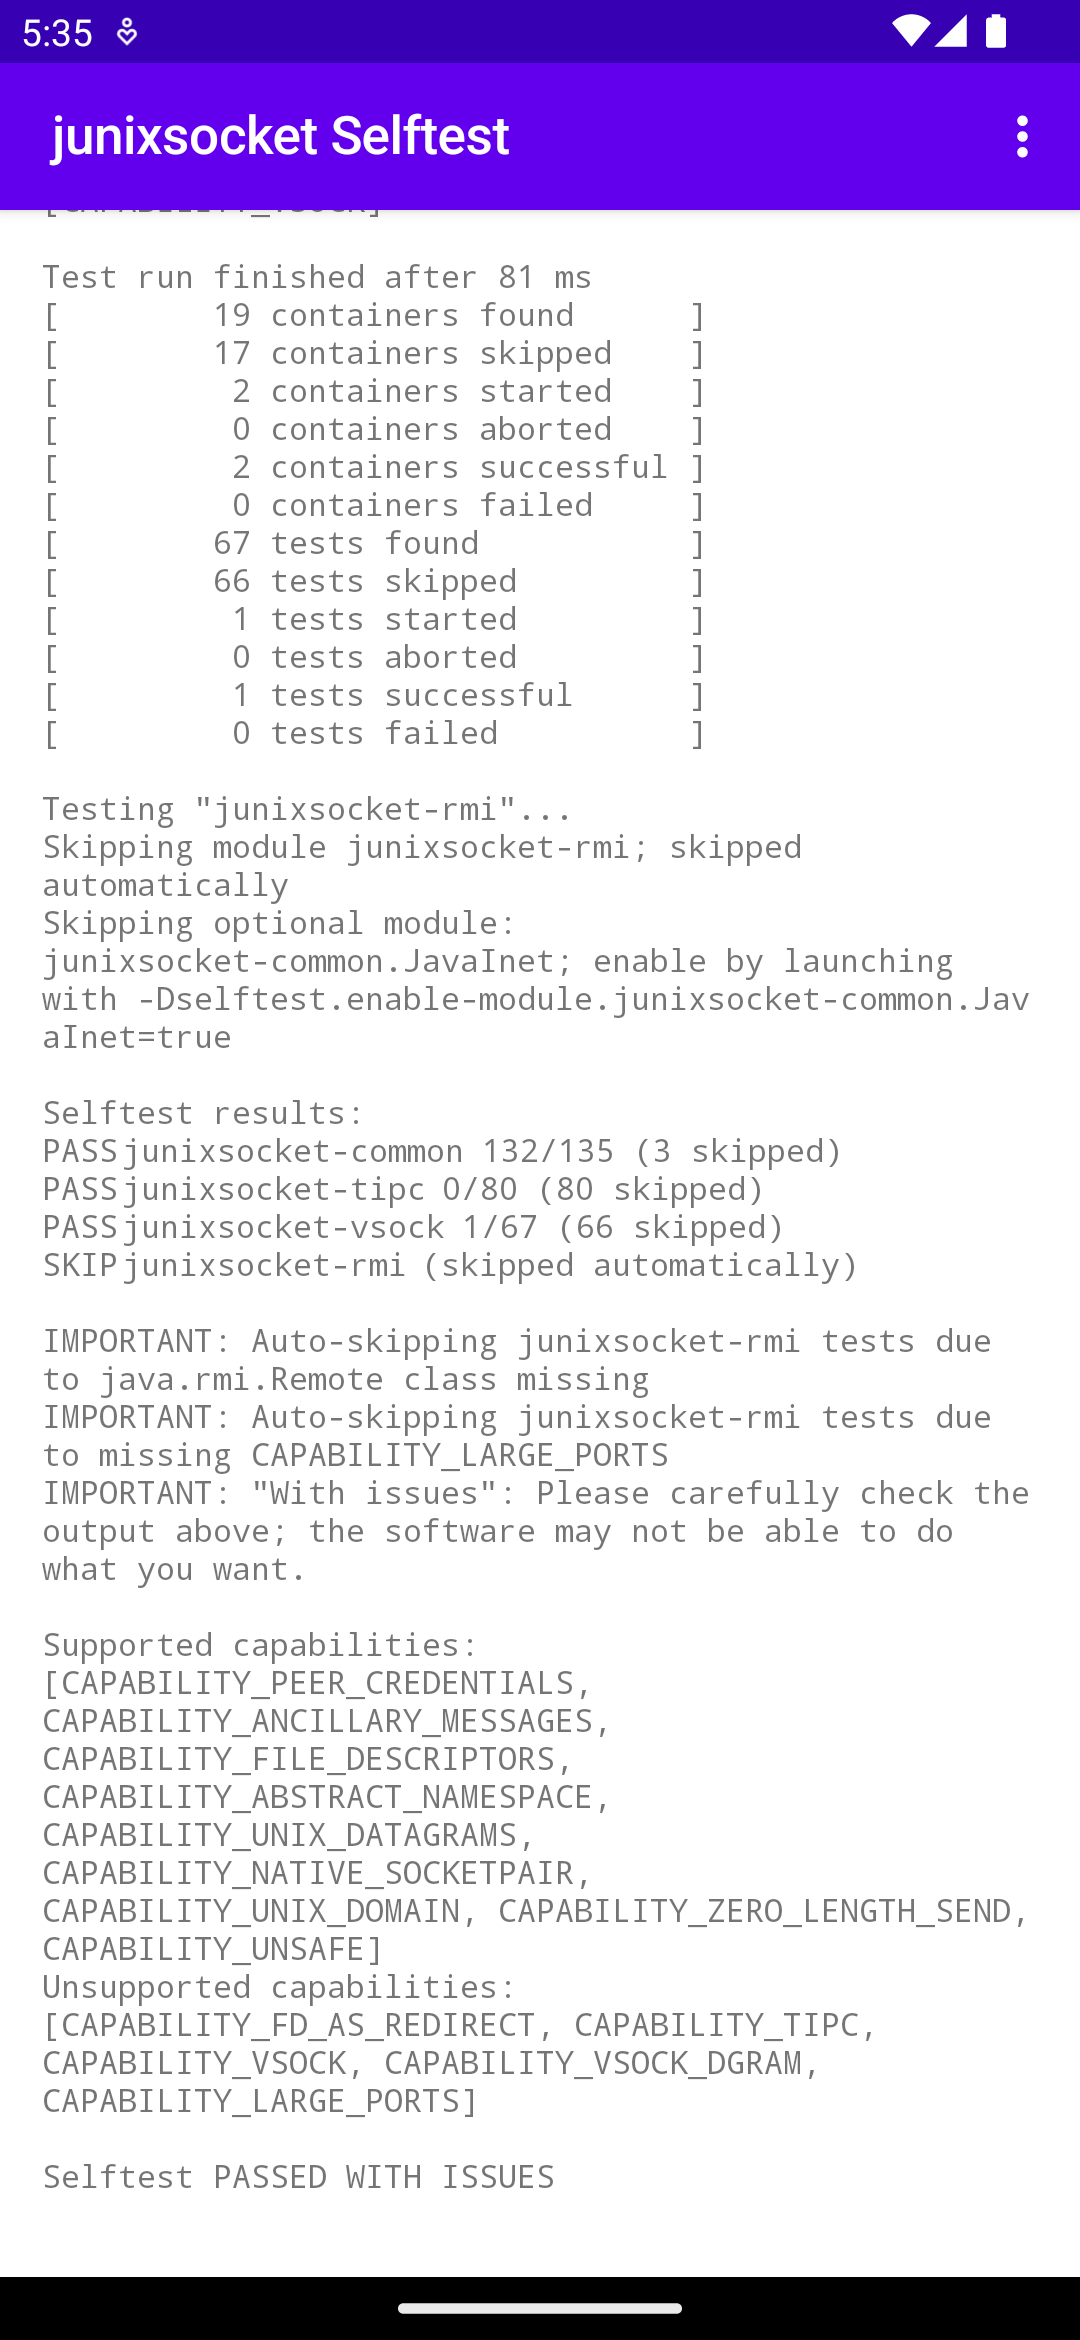 5:35
junixsocket Selftest
[CAPABILITY_VSOCK]
Test run finished after 81 ms
[ 19 containers found ]
[ 17 containers skipped ]
[ 2 containers started ]
[ 0 containers aborted ]
[ 2 containers successful ]
[ 0 containers failed ]
[ 67 tests found ]
[ 66 tests skipped ]
[ 1 tests started ]
[ 0 tests aborted ]
[ 1 tests successful ]
[ 0 tests failed ]
Testing "junixsocket-rmi"...
Skipping module junixsocket-rmi; skipped
automatically
Skipping optional module:
junixsocket-common.JavaInet; enable by launching
with -Dselftest.enable-module.junixsocket-common.Jav
aInet=true
Selftest results:
PASS junixsocket-common 132/135 (3 skipped)
PASS junixsocket-tipc 0/80 (80 skipped)
PASS junixsocket-vsock 1/67 (66 skipped)
SKIP junixsocket-rmi (skipped automatically)
IMPORTANT: Auto-skipping junixsocket-rmi tests due
to java.rmi.Remote class missing
IMPORTANT: Auto-skipping junixsocket-rmi tests due
to missing CAPABILITY_LARGE_PORTS
IMPORTANT: "With issues": Please carefully check the
output above; the software may not be able to do
what you want.
Supported capabilities:
[CAPABILITY_PEER_CREDENTIALS,
CAPABILITY_ANCILLARY_MESSAGES,
CAPABILITY_FILE_DESCRIPTORS,
CAPABILITY_ABSTRACT_NAMESPACE,
CAPABILITY_UNIX_DATAGRAMS,
CAPABILITY_NATIVE_SOCKETPAIR,
CAPABILITY_UNIX_DOMAIN, CAPABILITY_ZERO_LENGTH_SEND,
CAPABILITY_UNSAFE]
Unsupported capabilities:
[CAPABILITY_FD_AS_REDIRECT, CAPABILITY_TIPC,
CAPABILITY_VSOCK, CAPABILITY_VSOCK_DGRAM,
CAPABILITY_LARGE_PORTS]
Selftest PASSED WITH ISSUES